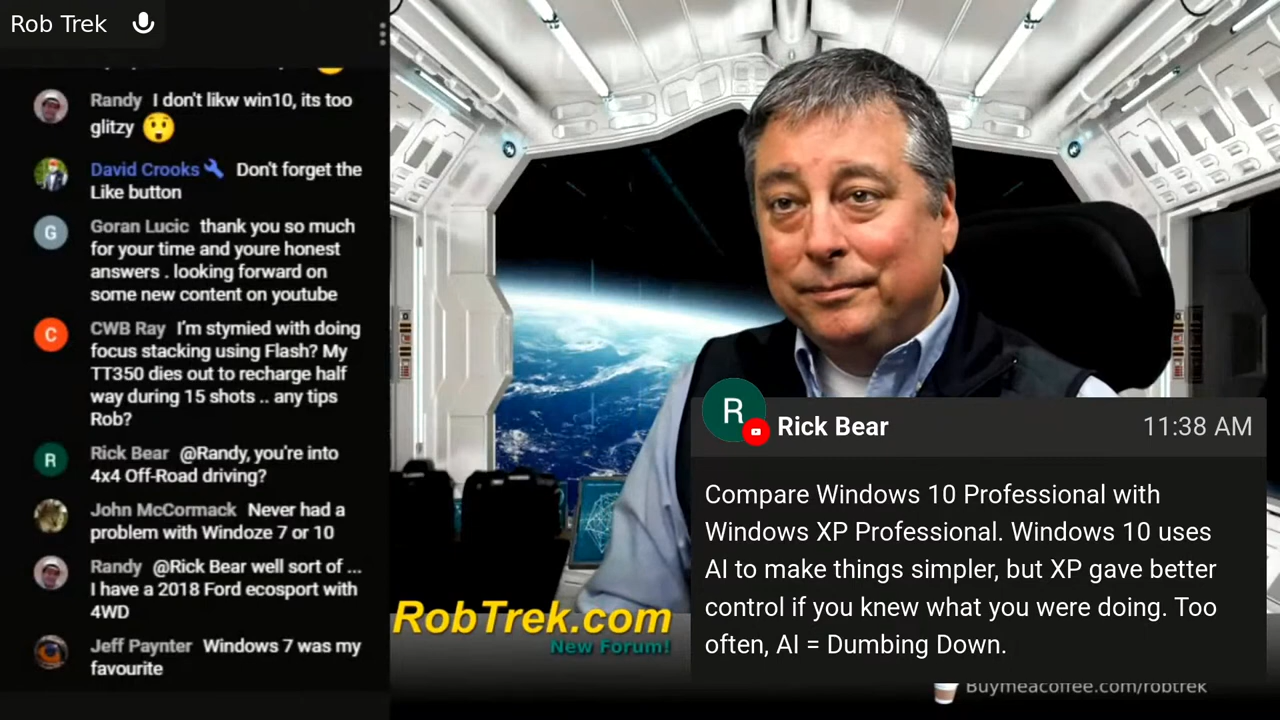 Rob Trek
Randy I don't likw win10, its too
glitzy
David Crooks Don't forget the
Like button
G
Goran Lucic thank you so much
for your time and youre honest
answers . looking forward on
some new content on youtube
C
CWB Ray I'm stymied with doing
focus stacking using Flash? My
TT350 dies out to recharge half
way during 15 shots .. any tips
Rob?
R
Rick Bear @Randy, you're into
4x4 Off-Road driving?
John McCormack Never had a
problem with Windoze 7 or 10
Randy @Rick Bear well sort of ...
I have a 2018 Ford ecosport with
4WD
Jeff Paynter Windows 7 was my
favourite
RobTrek.com
New Forum!
R
Rick Bear 11:38 AM
Compare Windows 10 Professional with
Windows XP Professional. Windows 10 uses
AI to make things simpler, but XP gave better
control if you knew what you were doing. Too
often, AI = Dumbing Down.
Buymeacoffee.com/robtrek